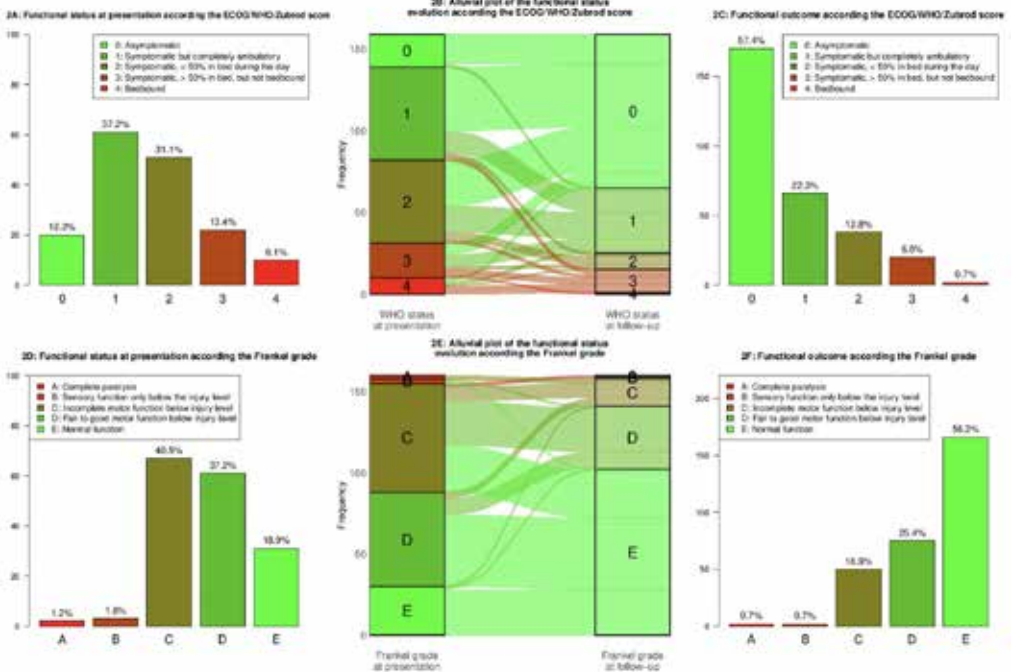 2A: Functional status at presentation according the ECOG/WHO/Zubrod score
100
80
60
40
20
0
0: Asymptomatic
1: Symptomatic but completely ambulatory
2: Symptomatic, < 50% in bed during the day
3: Symptomatic, > 50% in bed, but not bedbound
4: Bedbound
37.2%
31.1%
13.4%
6.1%
0 1 2 3 4
2B: Alluvial plot of the functional status
evolution according the ECOG/WHO/Zubrod score
Frequency
150
100
50
0
0
1
2
3
4
0
1
2
3
4
WHO status
at presentation
WHO status
at follow-up
2C: Functional outcome according the ECOG/WHO/Zubrod score
150
100
50
0
0: Asymptomatic
1: Symptomatic but completely ambulatory
2: Symptomatic, < 50% in bed during the day
3: Symptomatic, > 50% in bed, but not bedbound
4: Bedbound
57.4%
22.3%
12.8%
0.7%
0 1 2 3 4
2D: Functional status at presentation according the Frankel grade
100
80
60
40
20
0
A: Complete paralysis
B: Sensory function only below the injury level
C: Incomplete motor function below injury level
D: Fair to good motor function below injury level
E: Normal function
1.2%
1.8%
37.2%
18.9%
A B C D E
2E: Alluvial plot of the functional status
evolution according the Frankel grade
Frequency
150
100
50
0
A
B
C
D
E
B
C
D
E
Frankel grade
at presentation
Frankel grade
at follow-up
2F: Functional outcome according the Frankel grade
200
150
100
50
0
A: Complete paralysis
B: Sensory function only below the injury level
C: Incomplete motor function below injury level
D: Fair to good motor function below injury level
E: Normal function
0.7%
0.7%
25.4%
A B C D E